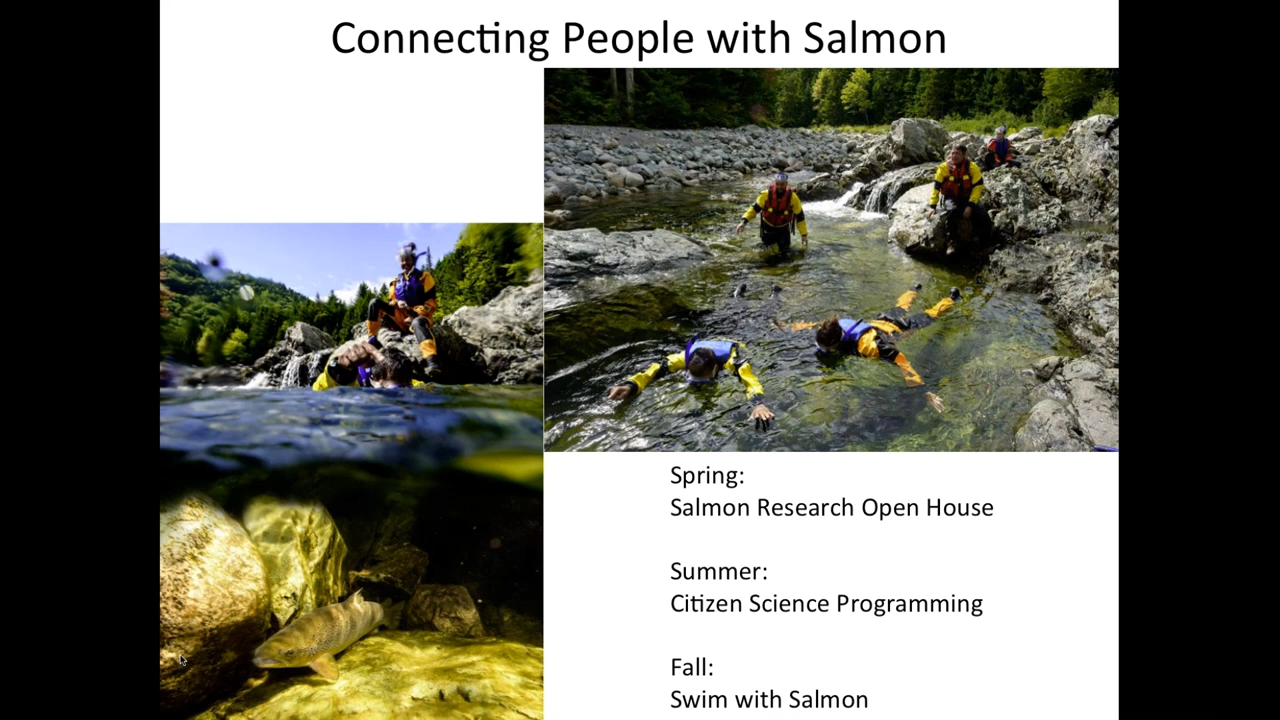 Connecting People with Salmon
Spring:
Salmon Research Open House
Summer:
Citizen Science Programming
Fall:
Swim with Salmon